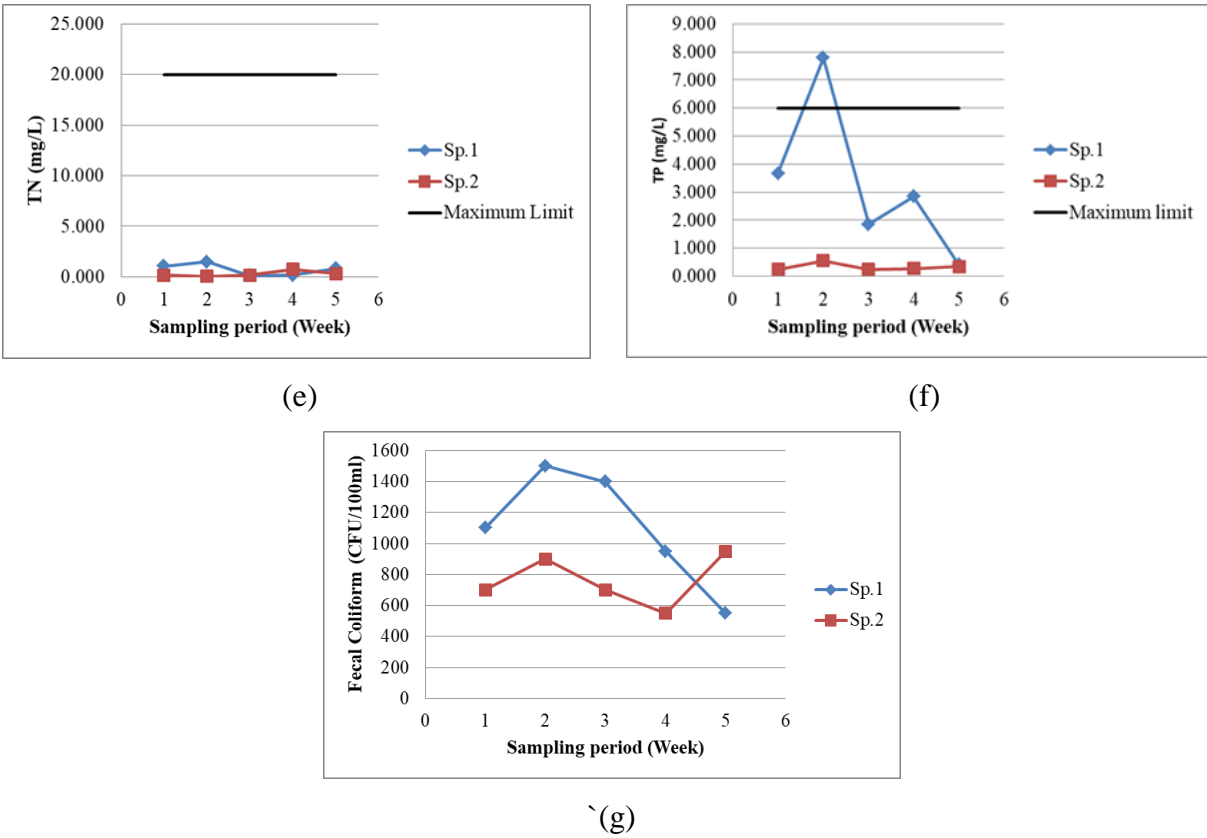 25.000
20.000
15.000
10.000
5.000
0.000
TN (mg/L)
0 1 2 3 4 5 6
Sampling period (Week)
Sp.1
Sp.2
Maximum Limit
(e)
9.000
8.000
7.000
6.000
5.000
4.000
3.000
2.000
1.000
0.000
TP (mg/L)
0 1 2 3 4 5 6
Sampling period (Week)
Sp.1
Sp.2
Maximum limit
(f)
1600
1400
1200
1000
800
600
400
200
0
Fecal Coliform (CFU/100ml)
0 1 2 3 4 5 6
Sampling period (Week)
Sp.1
Sp.2
`(g)